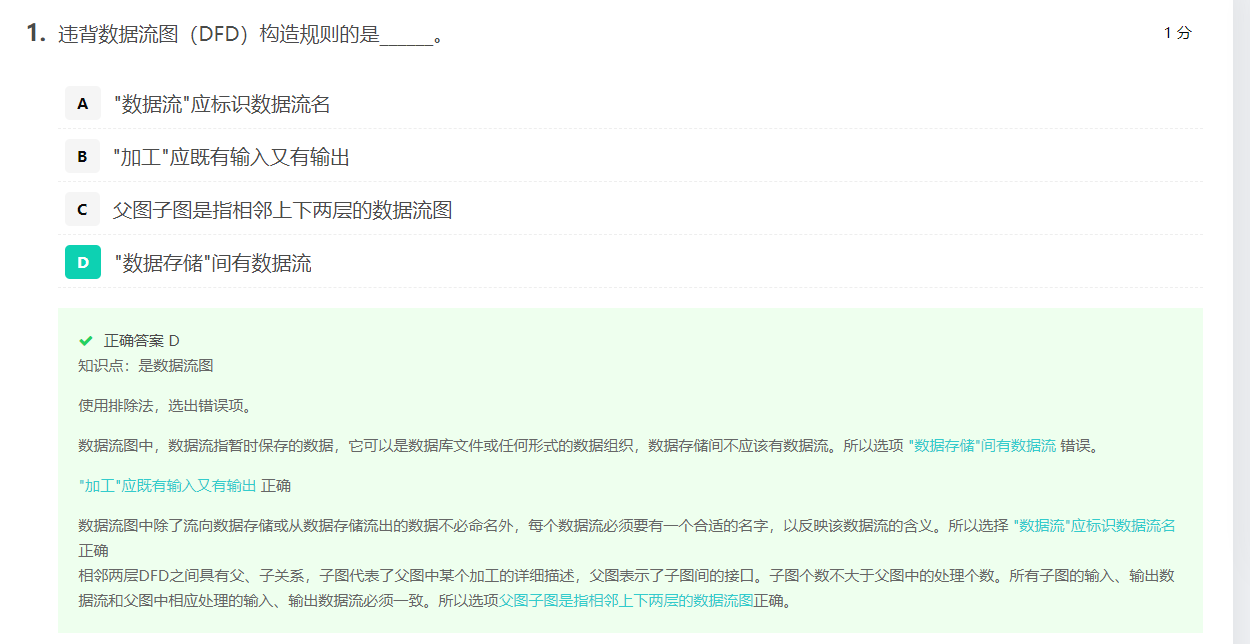 1. 违背数据流图（DFD）构造规则的是______。 1 分
A "数据流"应标识数据流名
B "加工"应既有输入又有输出
C 父图子图是指相邻上下两层的数据流图
D "数据存储"间有数据流
正确答案 D
知识点：是数据流图
使用排除法，选出错误项。
数据流图中，数据流指暂时保存的数据，它可以是数据库文件或任何形式的数据组织，数据存储间不应该有数据流。所以选项 "数据存储"间有数据流 错误。
"加工"应既有输入又有输出 正确
数据流图中除了流向数据存储或从数据存储流出的数据不必命名外，每个数据流必须要有一个合适的名字，以反映该数据流的含义。所以选择 "数据流"应标识数据流名
正确
相邻两层DFD之间具有父、子关系，子图代表了父图中某个加工的详细描述，父图表示了子图间的接口。子图个数不大于父图中的处理个数。所有子图的输入、输出数
据流和父图中相应处理的输入、输出数据流必须一致。所以选项父图子图是指相邻上下两层的数据流图正确。